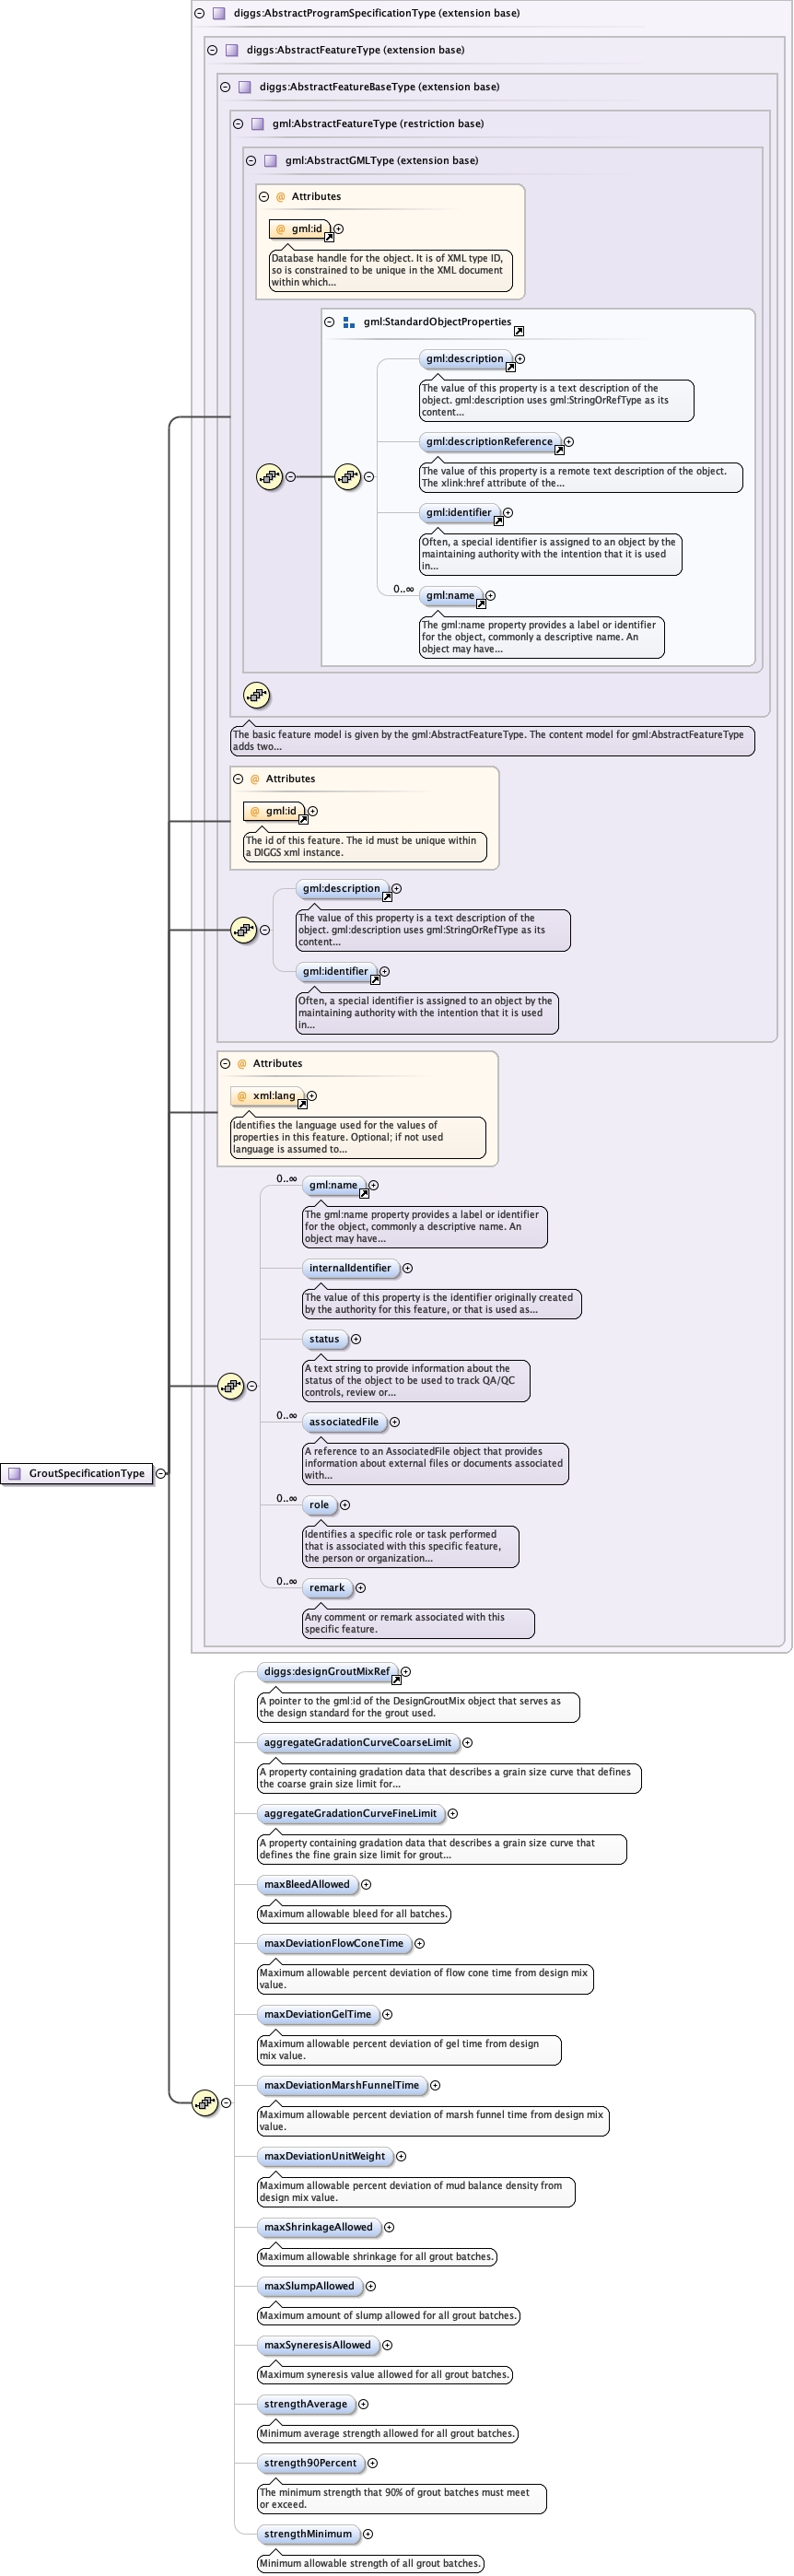 diggs:AbstractProgramSpecificationType (extension base)
diggs:AbstractFeatureType (extension base)
diggs:AbstractFeatureBaseType (extension base)
gml:AbstractFeatureType (restriction base)
gml:AbstractGMLType (extension base)
@ Attributes
@ gml:id
Database handle for the object. It is of XML type ID,
so is constrained to be unique in the XML document
within which...
gml:StandardObjectProperties
gml:description
The value of this property is a text description of the
object. gml:description uses gml:StringOrRefType as its
content...
gml:descriptionReference
The value of this property is a remote text description of the object.
The xlink:href attribute of the...
gml:identifier
Often, a special identifier is assigned to an object by the
maintaining authority with the intention that it is used
in...
0..∞
gml:name
The gml:name property provides a label or identifier
for the object, commonly a descriptive name. An
object may have...
The basic feature model is given by the gml:AbstractFeatureType. The content model for gml:AbstractFeatureType
adds two...
@ Attributes
@ gml:id
The id of this feature. The id must be unique within
a DIGGS xml instance.
gml:description
The value of this property is a text description of the
object. gml:description uses gml:StringOrRefType as its
content...
gml:identifier
Often, a special identifier is assigned to an object by the
maintaining authority with the intention that it is used
in...
@ Attributes
@ xml:lang
Identifies the language used for the values of
properties in this feature. Optional; if not used
language is assumed to...
0..∞
gml:name
The gml:name property provides a label or identifier
for the object, commonly a descriptive name. An
object may have...
internalIdentifier
The value of this property is the identifier originally created
by the authority for this feature, or that is used as...
status
A text string to provide information about the
status of the object to be used to track QA/QC
controls, review or...
0..∞
associatedFile
A reference to an AssociatedFile object that provides
information about external files or documents associated
with...
GroutSpecificationType
0..∞
role
Identifies a specific role or task performed
that is associated with this specific feature,
the person or organization...
0..∞
remark
Any comment or remark associated with this
specific feature.
diggs:designGroutMixRef
A pointer to the gml:id of the DesignGroutMix object that serves as
the design standard for the grout used.
aggregateGradationCurveCoarseLimit
A property containing gradation data that describes a grain size curve that defines
the coarse grain size limit for...
aggregateGradationCurveFineLimit
A property containing gradation data that describes a grain size curve that
defines the fine grain size limit for grout...
maxBleedAllowed
Maximum allowable bleed for all batches.
maxDeviationFlowConeTime
Maximum allowable percent deviation of flow cone time from design mix
value.
maxDeviationGelTime
Maximum allowable percent deviation of gel time from design
mix value.
maxDeviationMarshFunnelTime
Maximum allowable percent deviation of marsh funnel time from design mix
value.
maxDeviationUnitWeight
Maximum allowable percent deviation of mud balance density from
design mix value.
maxShrinkageAllowed
Maximum allowable shrinkage for all grout batches.
maxSlumpAllowed
Maximum amount of slump allowed for all grout batches.
maxSyneresisAllowed
Maximum syneresis value allowed for all grout batches.
strengthAverage
Minimum average strength allowed for all grout batches.
strength90Percent
The minimum strength that 90% of grout batches must meet
or exceed.
strengthMinimum
Minimum allowable strength of all grout batches.